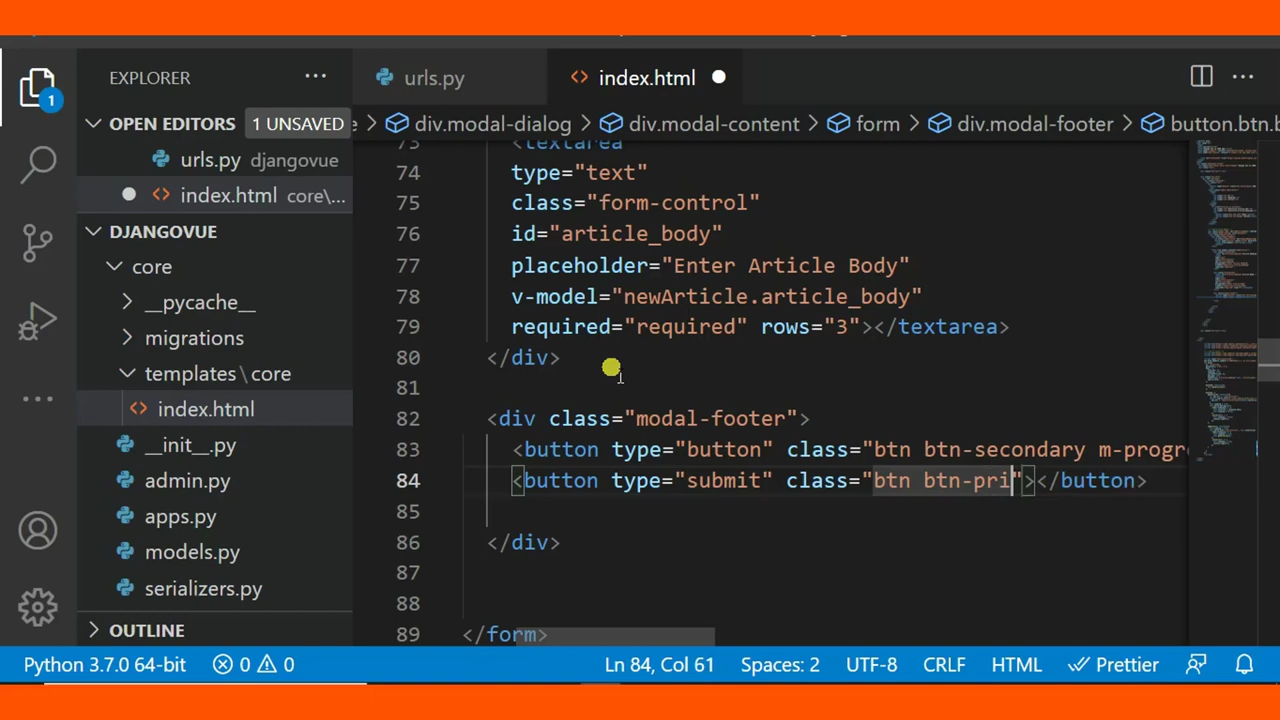 EXPLORER
urls.py
index.html
OPEN EDITORS 1 UNSAVED
div.modal-dialog > div.modal-content > form > div.modal-footer > button.btn.b
urls.py djangovue
index.html core\...
DJANGOVUE
core
__pycache__
migrations
templates\core
index.html
__init__.py
admin.py
apps.py
models.py
serializers.py
OUTLINE
1
73 <textarea
74 type="text"
75 class="form-control"
76 id="article_body"
77 placeholder="Enter Article Body"
78 v-model="newArticle.article_body"
79 required="required" rows="3"></textarea>
80 </div>
81
82 <div class="modal-footer">
83 <button type="button" class="btn btn-secondary m-progr
84 <button type="submit" class="btn btn-pri"></button>
85
86 </div>
87
88
89 </form>
Python 3.7.0 64-bit 0 0 Ln 84, Col 61 Spaces: 2 UTF-8 CRLF HTML Prettier